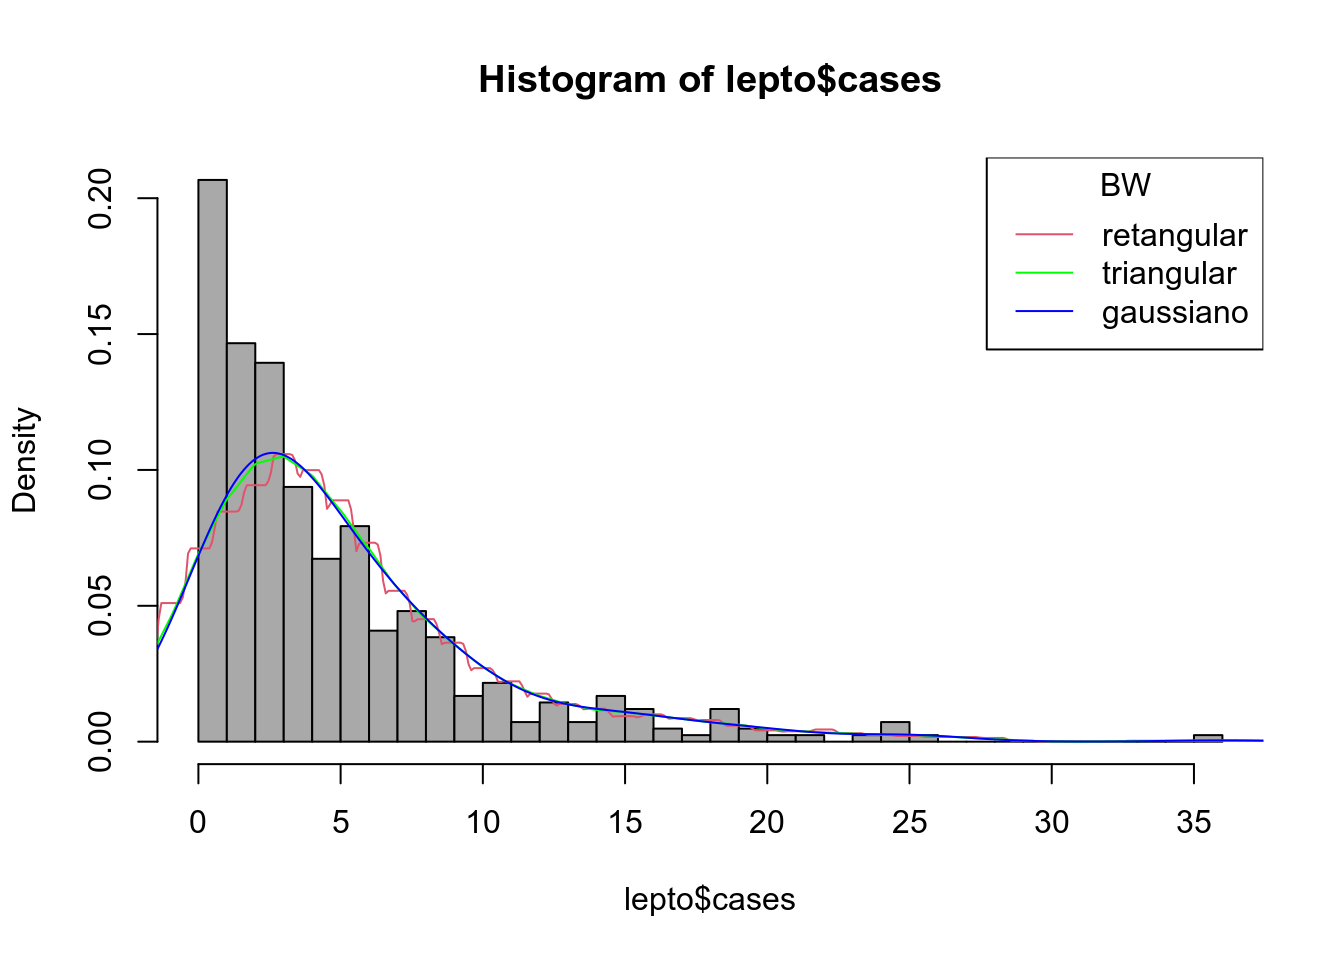 Histogram of lepto$cases
BW
retangular
triangular
gaussiano
Density
0.20
0.15
0.10
0.05
0.00
0 5 10 15 20 25 30 35
lepto$cases